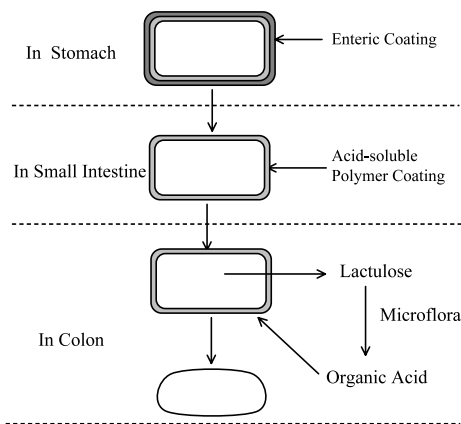 In Stomach
Enteric Coating
In Small Intestine
Acid-soluble
Polymer Coating
Lactulose
Microflora
In Colon
Organic Acid